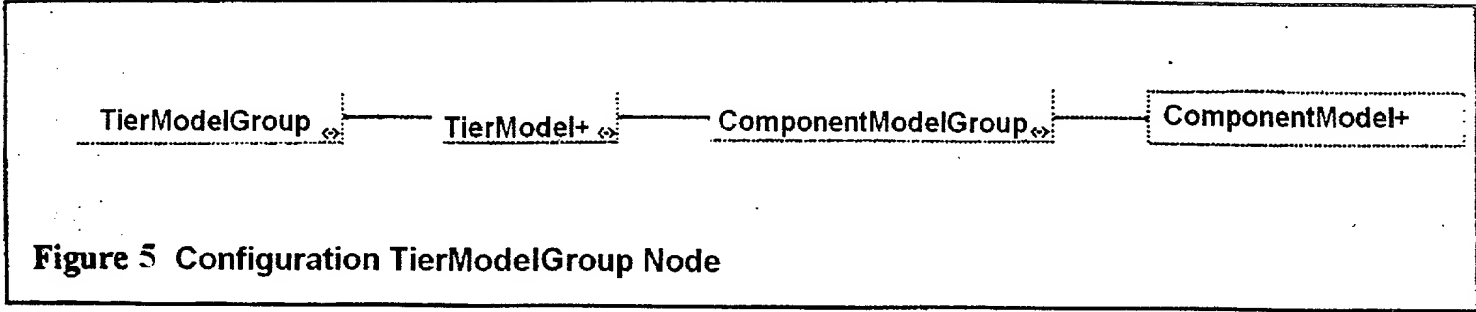 TierModelGroup TierModel+ ComponentModelGroup ComponentModel+
Figure 5 Configuration TierModelGroup Node